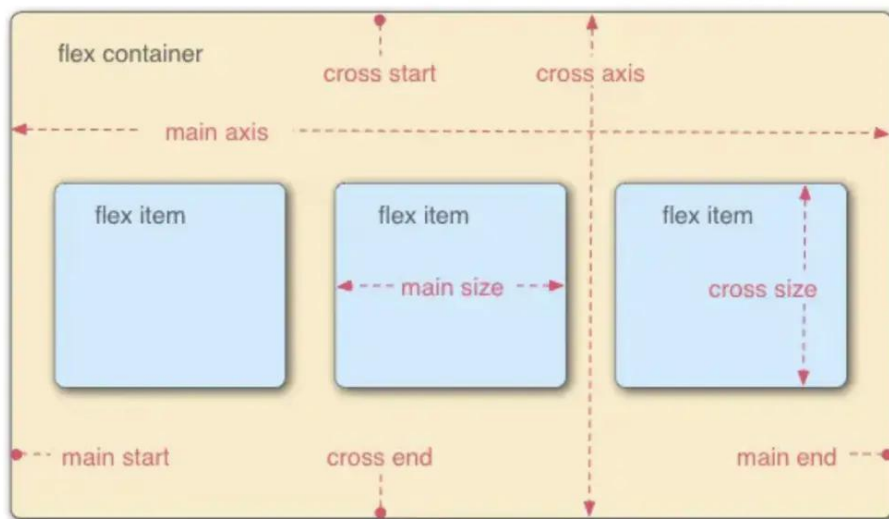 flex container
cross start
cross axis
main axis
flex item
flex item
flex item
main size
cross size
main start
cross end
main end